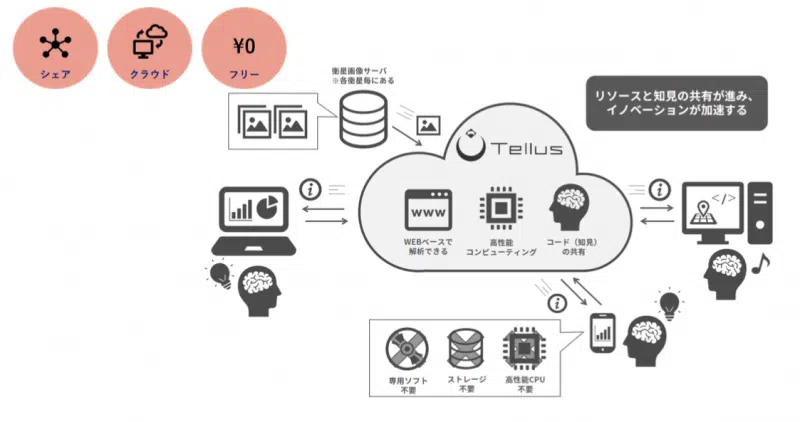 シェア
クラウド
¥0
フリー
衛星画像サーバ
※各衛星毎にある
リソースと知見の共有が進み、
イノベーションが加速する
Tellus
www
WEBベースで
解析できる
高性能
コンピューティング
コード（知見）
の共有
i
i
</>
i
専用ソフト
不要
ストレージ
不要
高性能CPU
不要